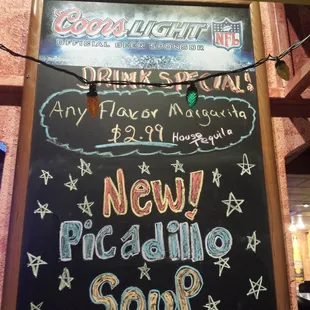 Coors LIGHT NFL
OFFICIAL BEER SPONSOR
DRINK SPECIAL!
Any Flavor Margarita
$2.99 House Tequila
New!
Picadillo
Soup